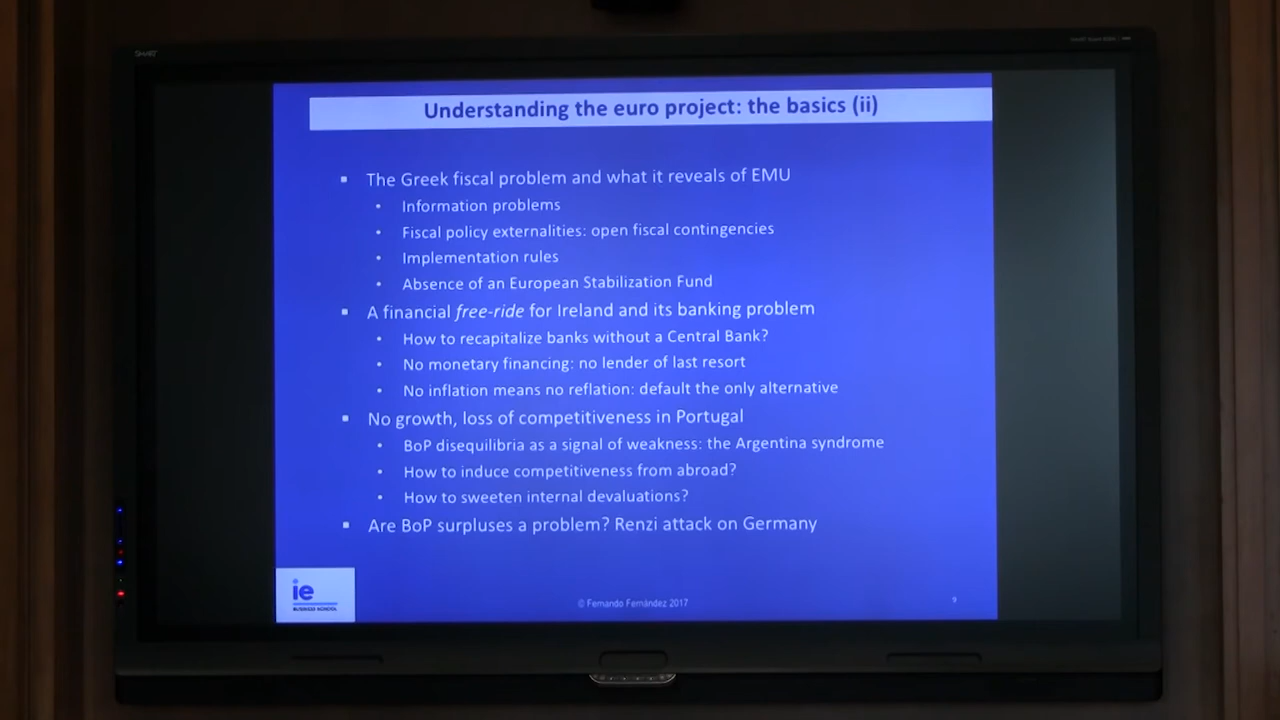 SMART
Understanding the euro project: the basics (ii)
▪ The Greek fiscal problem and what it reveals of EMU
• Information problems
• Fiscal policy externalities: open fiscal contingencies
• Implementation rules
• Absence of an European Stabilization Fund
▪ A financial free-ride for Ireland and its banking problem
• How to recapitalize banks without a Central Bank?
• No monetary financing: no lender of last resort
• No inflation means no reflation: default the only alternative
▪ No growth, loss of competitiveness in Portugal
• BoP disequilibria as a signal of weakness: the Argentina syndrome
• How to induce competitiveness from abroad?
• How to sweeten internal devaluations?
▪ Are BoP surpluses a problem? Renzi attack on Germany
ie
BUSINESS SCHOOL
© Fernando Fernández 2017
9